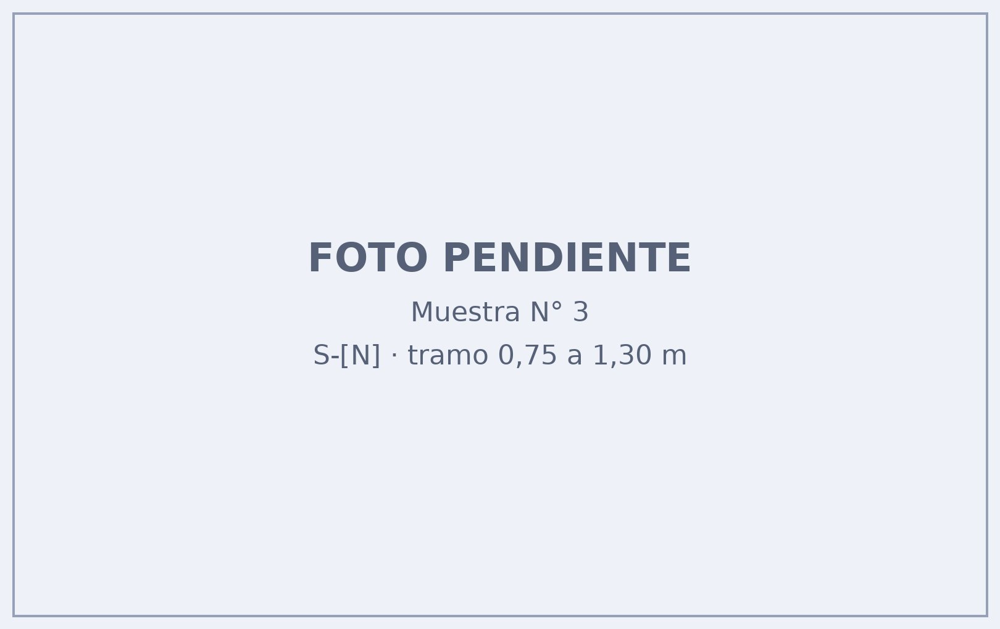 FOTO PENDIENTE
Muestra N° 3
S-[N] · tramo 0,75 a 1,30 m